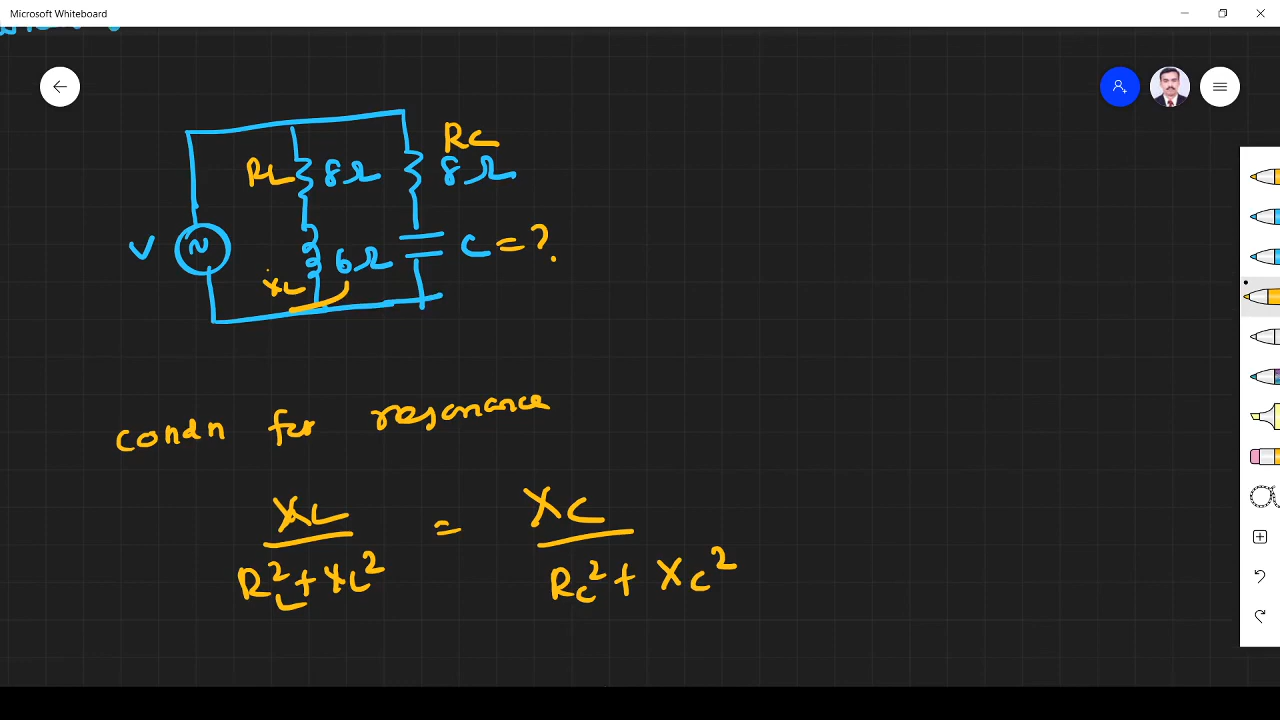 Microsoft Whiteboard
RC
RL 8Ω 8Ω
V N 6Ω C = ?
XL
condn for resonance
XL / RL² + XL² = XC / RC² + XC²